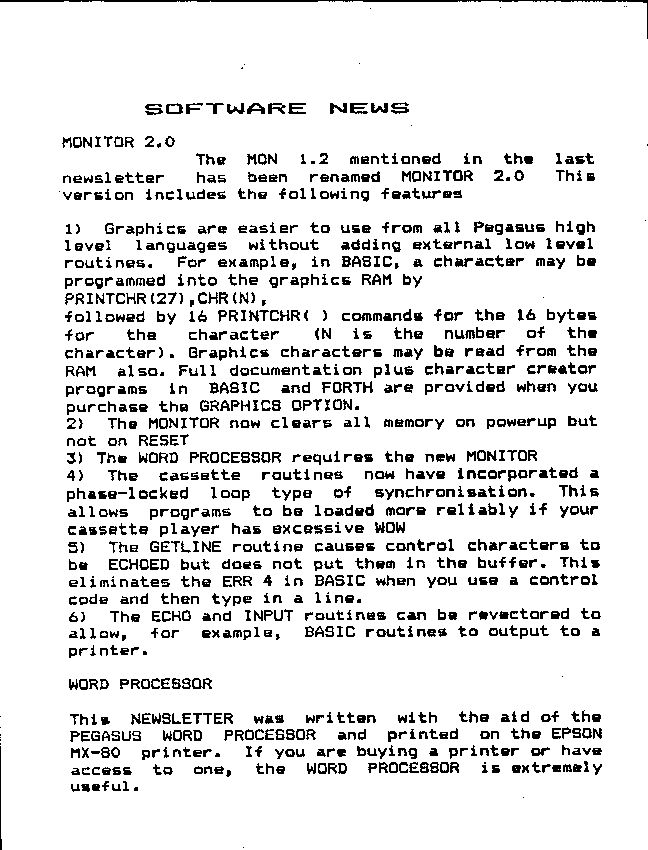 SOFTWARE NEWS
MONITOR 2.0
The MON 1.2 mentioned in the last
newsletter has been renamed MONITOR 2.0 This
version includes the following features
1) Graphics are easier to use from all Pegasus high
level languages without adding external low level
routines. For example, in BASIC, a character may be
programmed into the graphics RAM by
PRINTCHR(27),CHR(N),
followed by 16 PRINTCHR( ) commands for the 16 bytes
for the character (N is the number of the
character). Graphics characters may be read from the
RAM also. Full documentation plus character creator
programs in BASIC and FORTH are provided when you
purchase the GRAPHICS OPTION.
2) The MONITOR now clears all memory on powerup but
not on RESET
3) The WORD PROCESSOR requires the new MONITOR
4) The cassette routines now have incorporated a
phase-locked loop type of synchronisation. This
allows programs to be loaded more reliably if your
cassette player has excessive WOW
5) The GETLINE routine causes control characters to
be ECHOED but does not put them in the buffer. This
eliminates the ERR 4 in BASIC when you use a control
code and then type in a line.
6) The ECHO and INPUT routines can be revectored to
allow, for example, BASIC routines to output to a
printer.
WORD PROCESSOR
This NEWSLETTER was written with the aid of the
PEGASUS WORD PROCESSOR and printed on the EPSON
MX-80 printer. If you are buying a printer or have
access to one, the WORD PROCESSOR is extremely
useful.